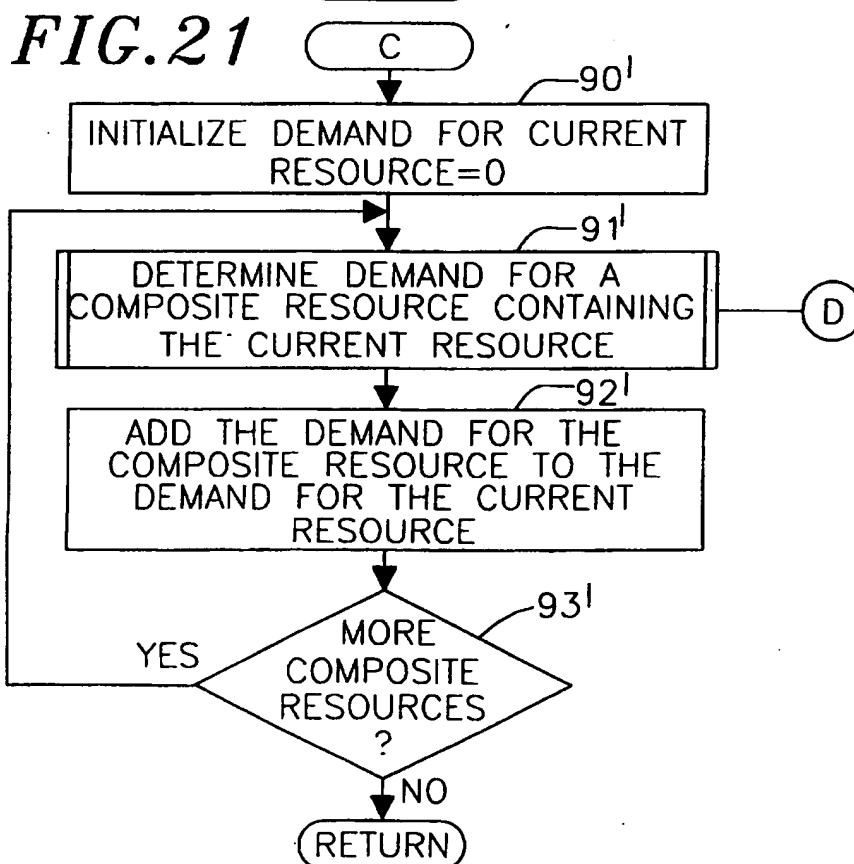 FIG.21
C
90'
INITIALIZE DEMAND FOR CURRENT
RESOURCE=0
91'
DETERMINE DEMAND FOR A
COMPOSITE RESOURCE CONTAINING
THE CURRENT RESOURCE
D
92'
ADD THE DEMAND FOR THE
COMPOSITE RESOURCE TO THE
DEMAND FOR THE CURRENT
RESOURCE
93'
YES
MORE
COMPOSITE
RESOURCES
?
NO
RETURN